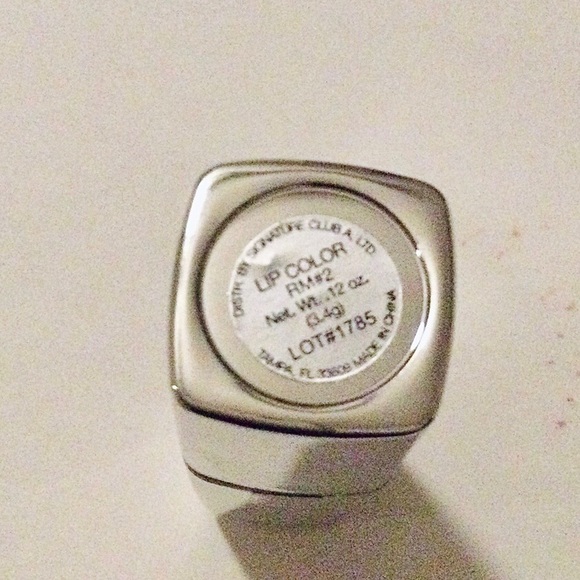 DISTR. BY SIGNATURE CLUB A, LTD.
LIP COLOR
RM#2
Net. Wt. .12 oz.
(3.4g)
LOT#1785
TAMPA, FL 33609 MADE IN CHINA